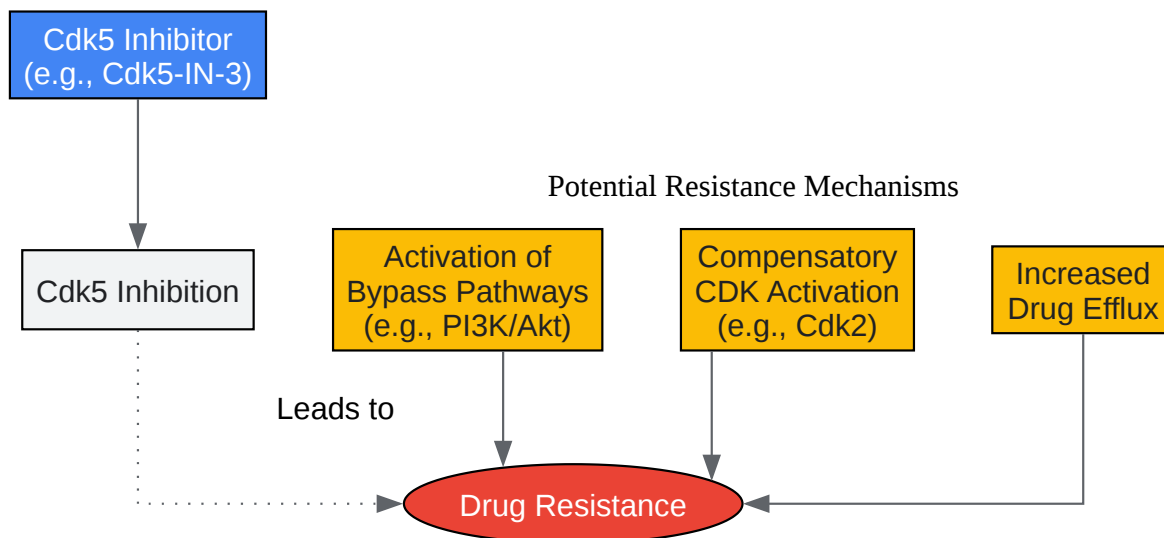 Cdk5 Inhibitor
(e.g., Cdk5-IN-3)
Potential Resistance Mechanisms
Cdk5 Inhibition
Activation of
Bypass Pathways
(e.g., PI3K/Akt)
Compensatory
CDK Activation
(e.g., Cdk2)
Increased
Drug Efflux
Leads to
Drug Resistance